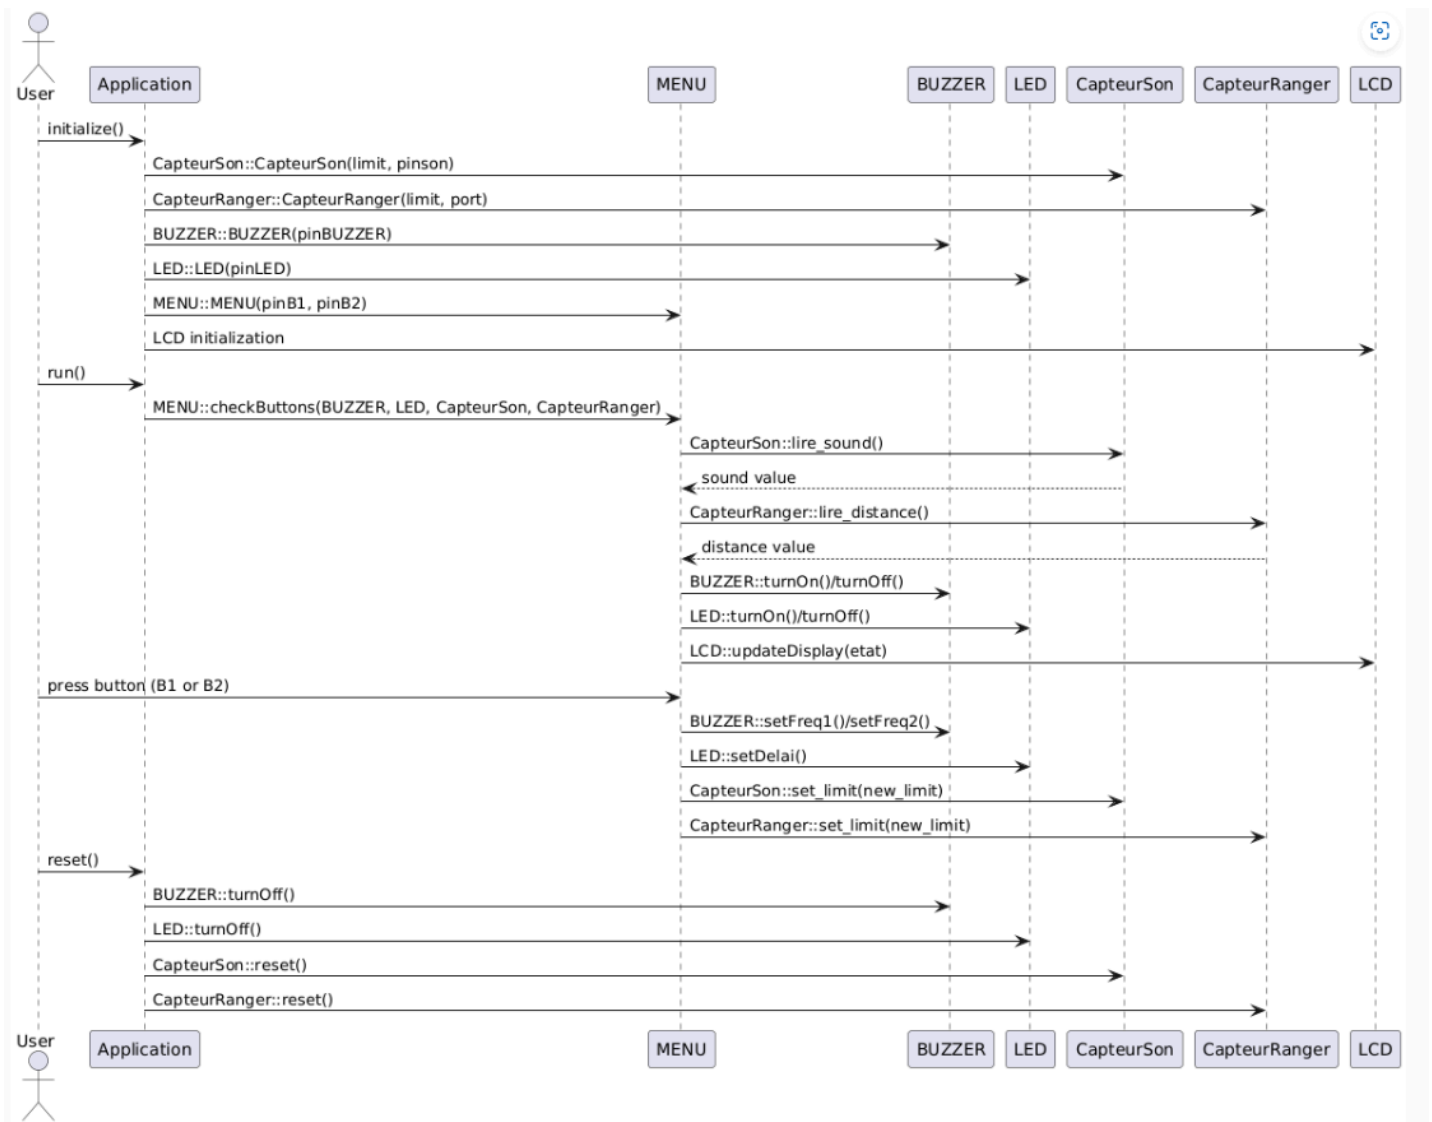 User
Application
MENU
BUZZER
LED
CapteurSon
CapteurRanger
LCD
initialize()
CapteurSon::CapteurSon(limit, pinson)
CapteurRanger::CapteurRanger(limit, port)
BUZZER::BUZZER(pinBUZZER)
LED::LED(pinLED)
MENU::MENU(pinB1, pinB2)
LCD initialization
run()
MENU::checkButtons(BUZZER, LED, CapteurSon, CapteurRanger)
CapteurSon::lire_sound()
sound value
CapteurRanger::lire_distance()
distance value
BUZZER::turnOn()/turnOff()
LED::turnOn()/turnOff()
LCD::updateDisplay(etat)
press button (B1 or B2)
BUZZER::setFreq1()/setFreq2()
LED::setDelai()
CapteurSon::set_limit(new_limit)
CapteurRanger::set_limit(new_limit)
reset()
BUZZER::turnOff()
LED::turnOff()
CapteurSon::reset()
CapteurRanger::reset()
User
Application
MENU
BUZZER
LED
CapteurSon
CapteurRanger
LCD